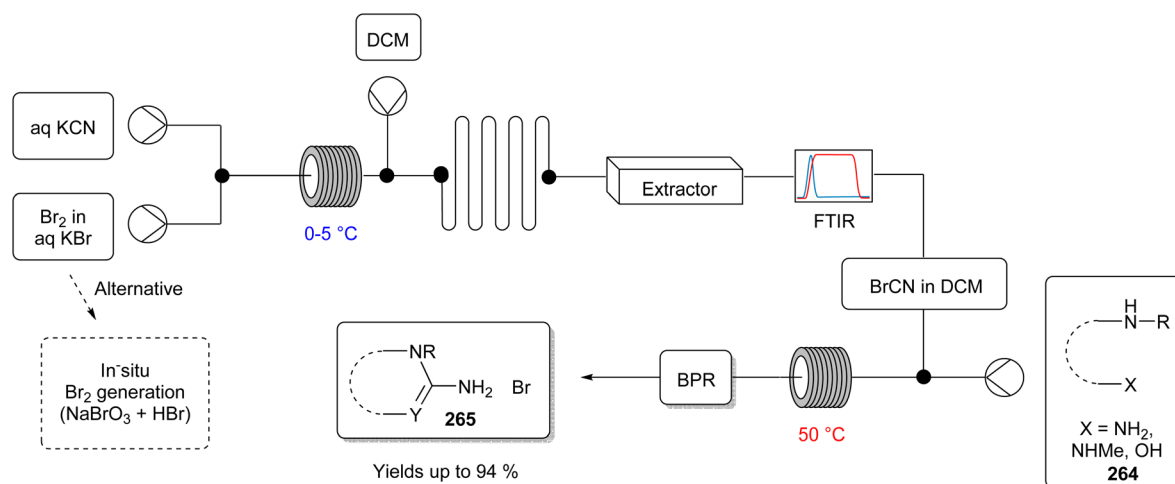 DCM
aq KCN
Br₂ in
aq KBr
0-5 °C
Extractor
FTIR
Alternative
In-situ
Br₂ generation
(NaBrO₃ + HBr)
BrCN in DCM
H
N-R
X
X = NH₂,
NHMe, OH
264
50 °C
BPR
NR
NH₂ Br
Y
265
Yields up to 94 %